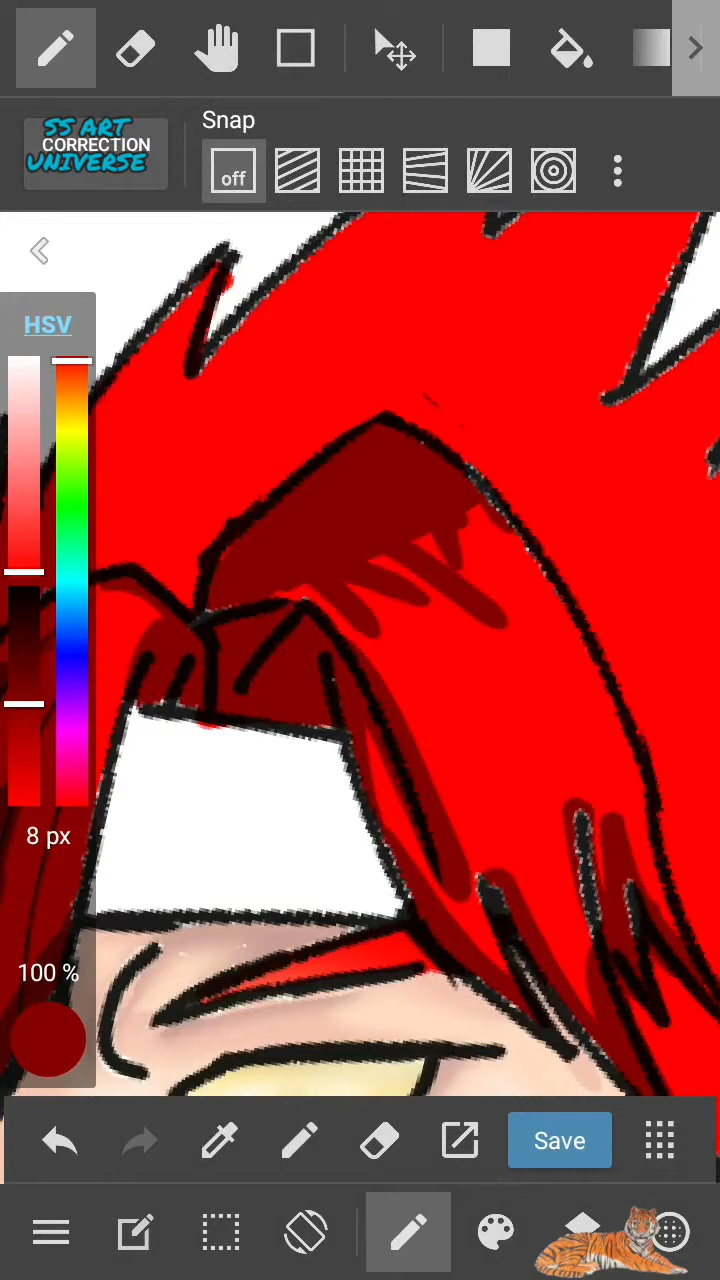 Snap
SS ART
CORRECTION
UNIVERSE
off
HSV
8 px
100 %
Save